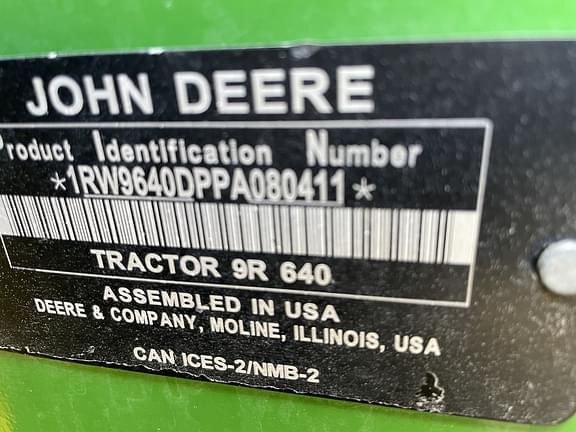 JOHN DEERE
Product Identification Number
*1RW9640DPPA080411*
TRACTOR 9R 640
ASSEMBLED IN USA
DEERE & COMPANY, MOLINE, ILLINOIS, USA
CAN ICES-2/NMB-2